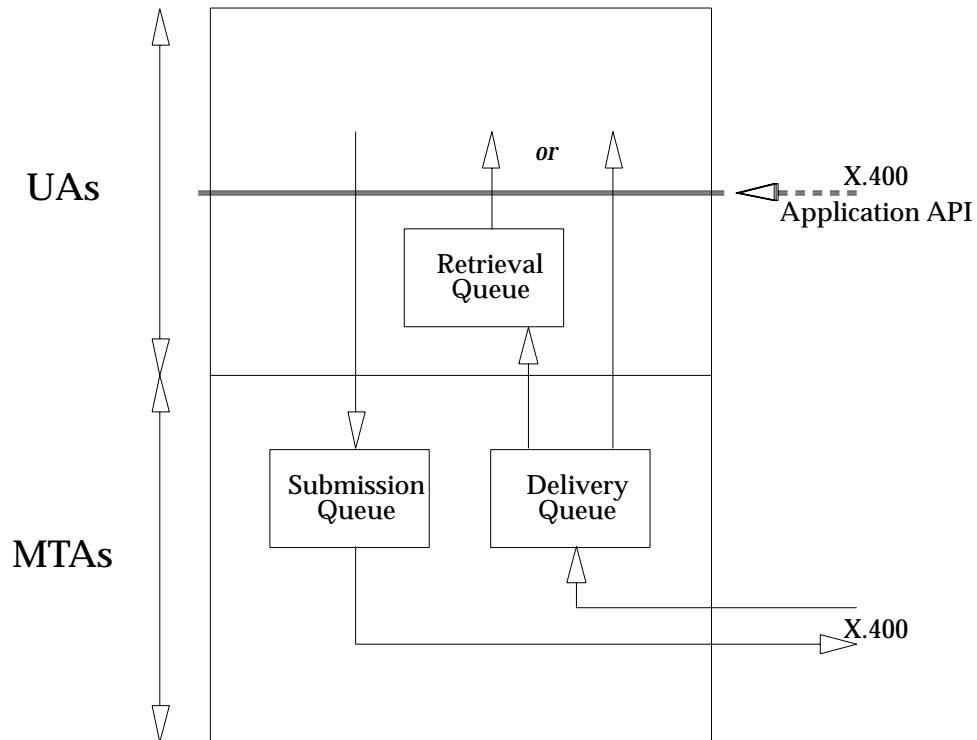 or
UAs
X.400
Application API
Retrieval
Queue
Submission
Queue
Delivery
Queue
MTAs
X.400